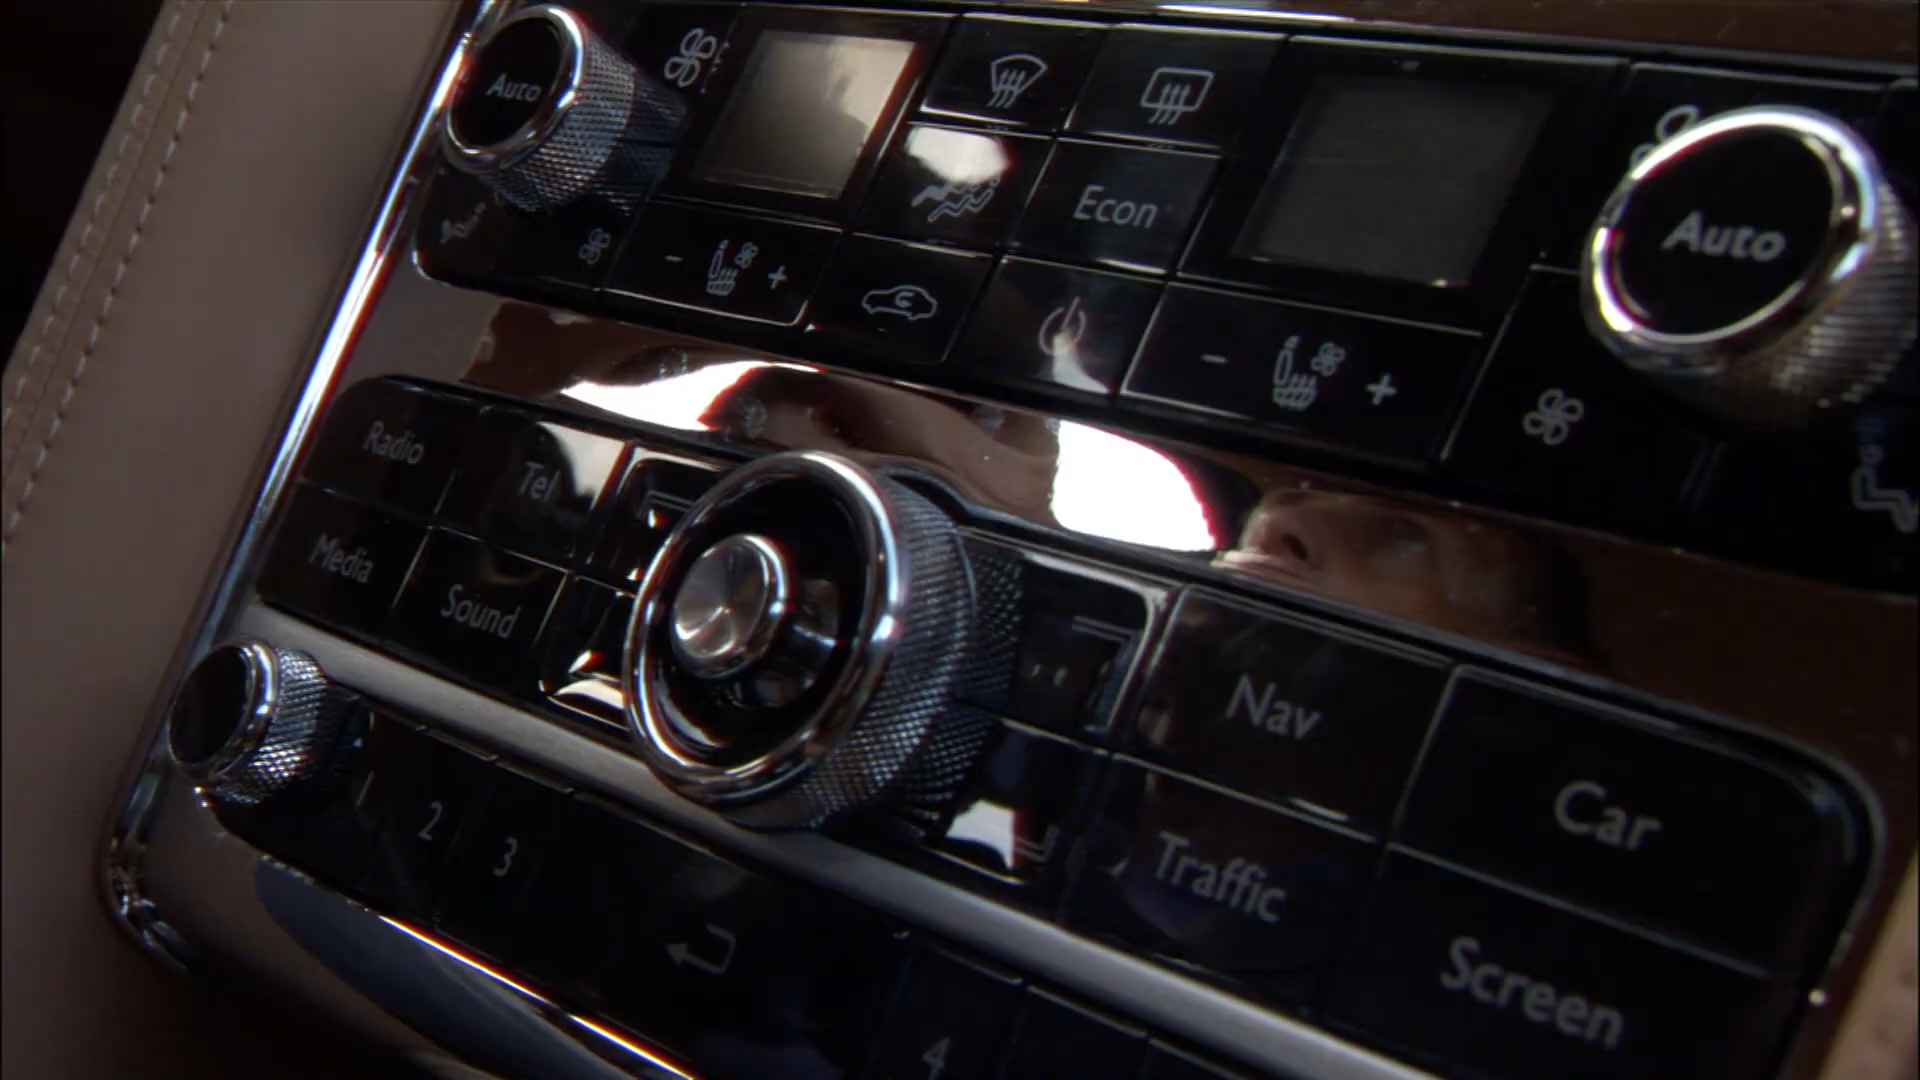 Auto
Auto
Econ
- +
- +
Radio
Tel
Media
Sound
Nav
Car
Traffic
Screen
2
3
4